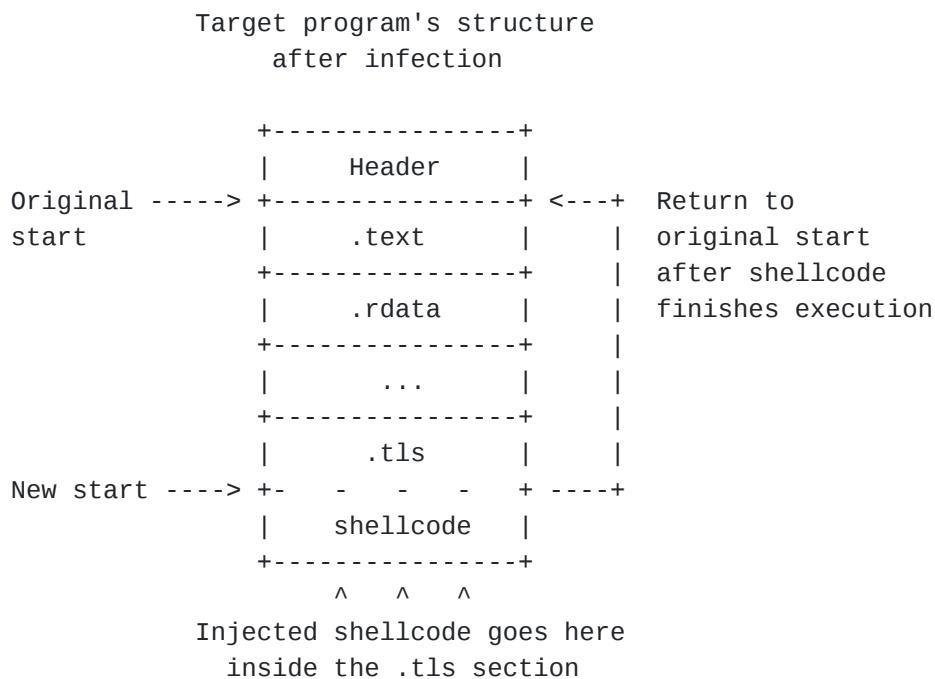 Target program's structure
after infection
+----------------+
|     Header     |
Original -----> +----------------+ <---+  Return to
start           |     .text      |     |  original start
+----------------+     |  after shellcode
|     .rdata     |     |  finishes execution
+----------------+     |
|       ...      |     |
+----------------+     |
|      .tls      |     |
New start ----> +-   -   -   -   + ----+
|    shellcode   |
+----------------+
^   ^   ^
Injected shellcode goes here
inside the .tls section